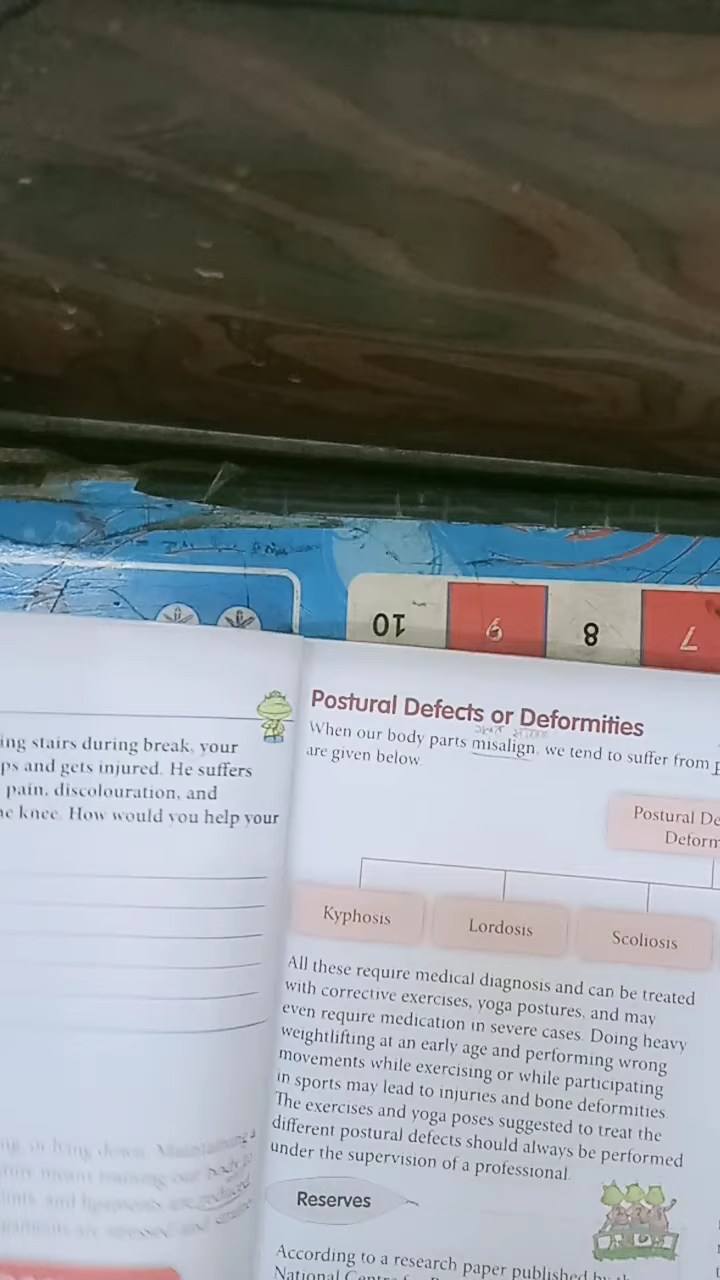 10 9 8 7
ing stairs during break, your
ps and gets injured. He suffers
pain, discolouration, and
knee. How would you help your
Postural Defects or Deformities
When our body parts misalign, we tend to suffer from
are given below.
Postural De
Deform
Kyphosis
Lordosis
Scoliosis
All these require medical diagnosis and can be treated
with corrective exercises, yoga postures, and may
even require medication in severe cases. Doing heavy
weightlifting at an early age and performing wrong
movements while exercising or while participating
in sports may lead to injuries and bone deformities.
The exercises and yoga poses suggested to treat the
different postural defects should always be performed
under the supervision of a professional.
Reserves
According to a research paper published by
National